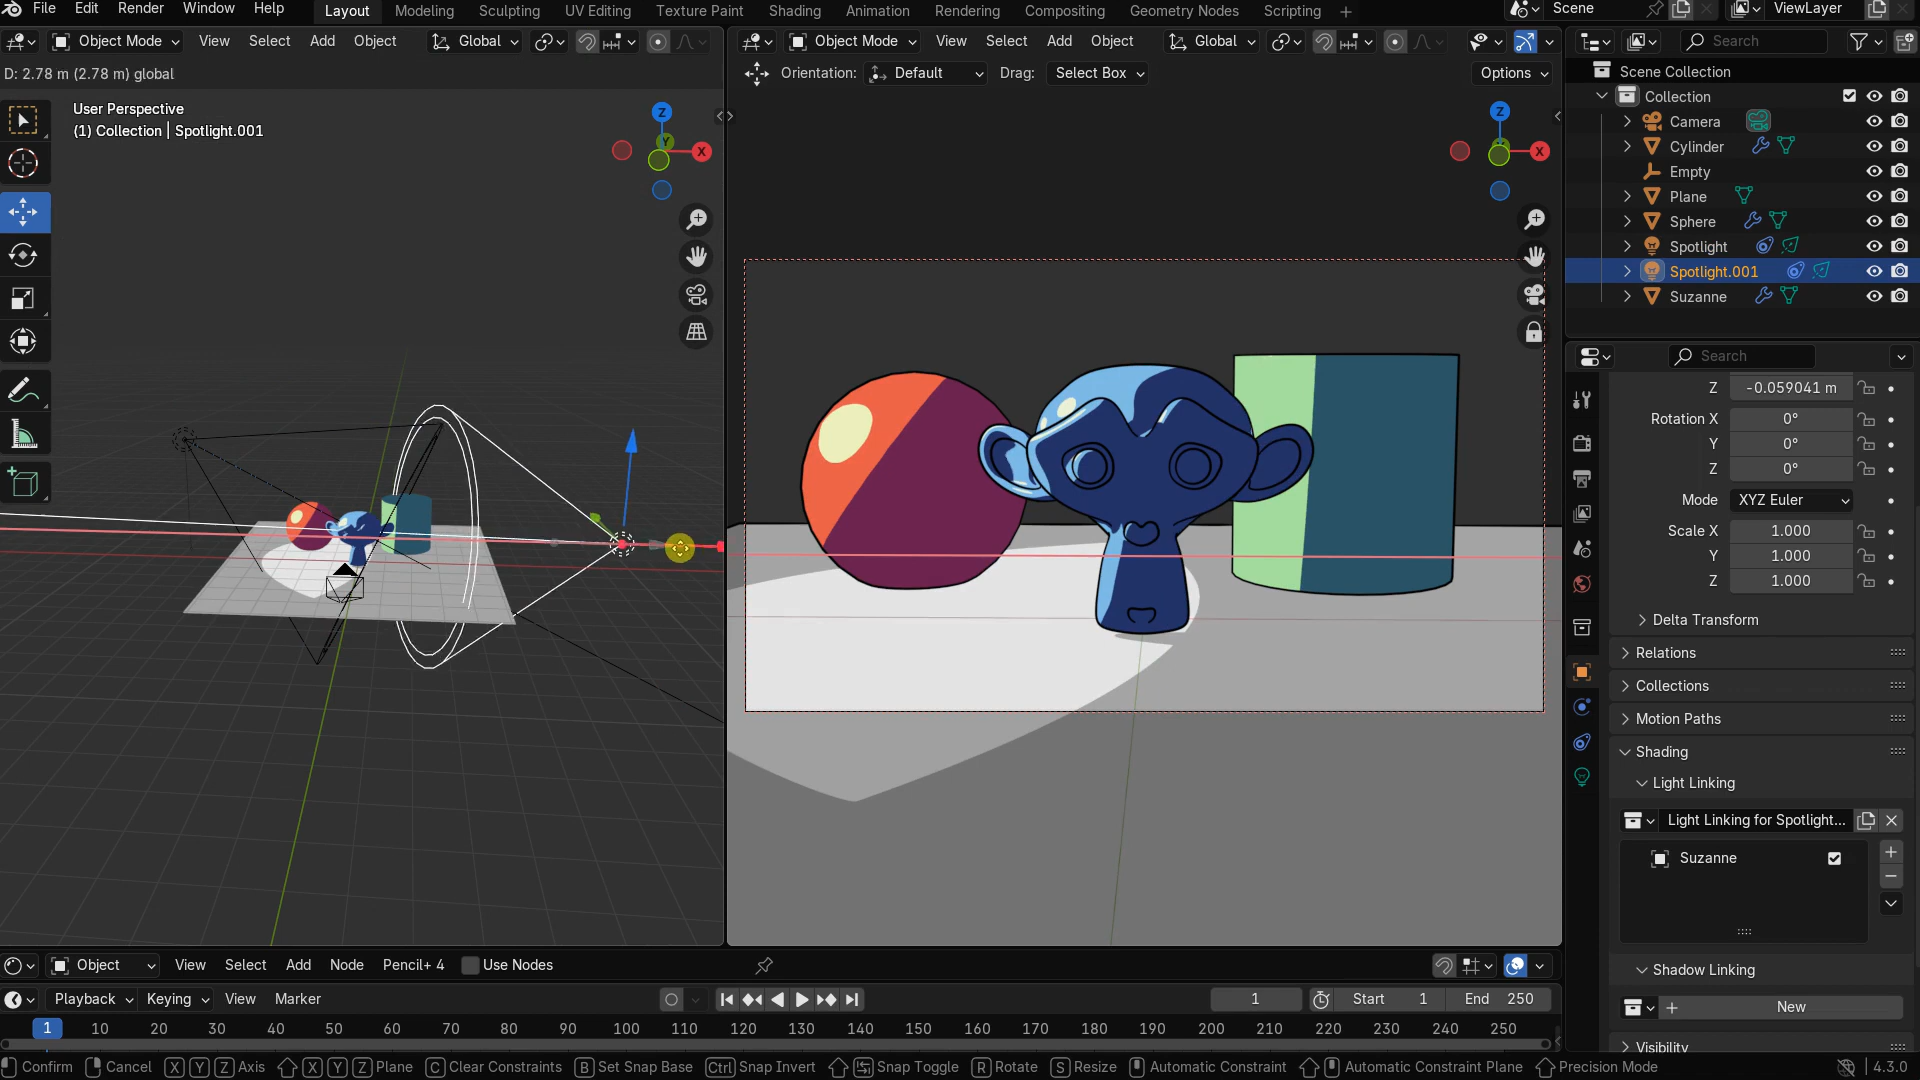 File Edit Render Window Help Layout Modeling Sculpting UV Editing Texture Paint Shading Animation Rendering Compositing Geometry Nodes Scripting + Scene ViewLayer
Object Mode View Select Add Object Global Object Mode View Select Add Object Global Search
D: 2.78 m (2.78 m) global Orientation: Default Drag: Select Box Options Scene Collection
User Perspective
(1) Collection | Spotlight.001
Z
Y
X
Z
X
Collection
Camera
Cylinder
Empty
Plane
Sphere
Spotlight
Spotlight.001
Suzanne
Search
Z -0.059041 m
Rotation X 0°
Y 0°
Z 0°
Mode XYZ Euler
Scale X 1.000
Y 1.000
Z 1.000
Delta Transform
Relations
Collections
Motion Paths
Shading
Light Linking
Light Linking for Spotlight...
Suzanne
Shadow Linking
New
Visibility
Object View Select Add Node Pencil+ 4 Use Nodes
Playback Keying View Marker 1 Start 1 End 250
1 10 20 30 40 50 60 70 80 90 100 110 120 130 140 150 160 170 180 190 200 210 220 230 240 250
Confirm Cancel X Y Z Axis X Y Z Plane C Clear Constraints B Set Snap Base Ctrl Snap Invert Snap Toggle R Rotate S Resize Automatic Constraint Automatic Constraint Plane Precision Mode 4.3.0